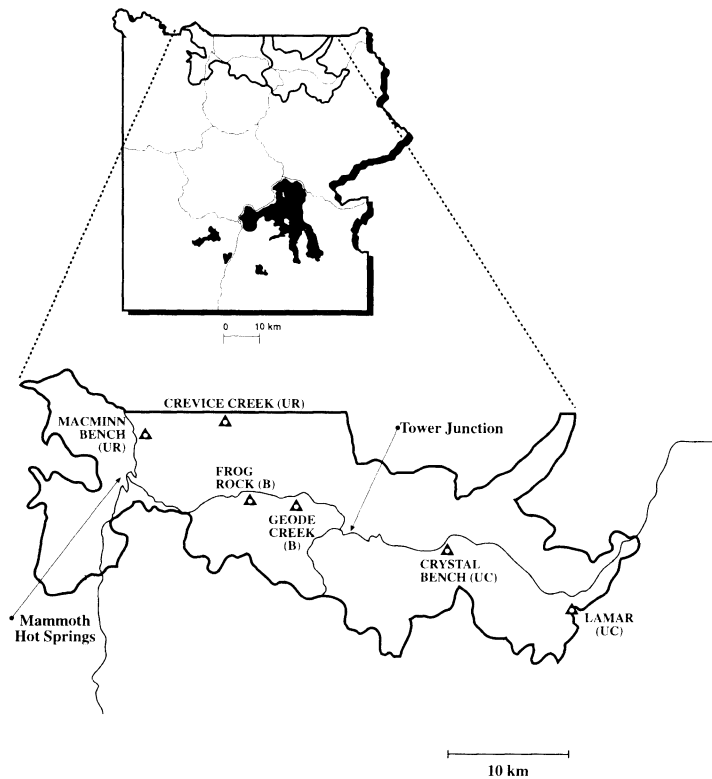 0 10 km
CREVICE CREEK (UR)
MACMINN
BENCH
(UR)
Tower Junction
FROG
ROCK (B)
GEODE
CREEK
(B)
CRYSTAL
BENCH (UC)
LAMAR
(UC)
Mammoth
Hot Springs
10 km